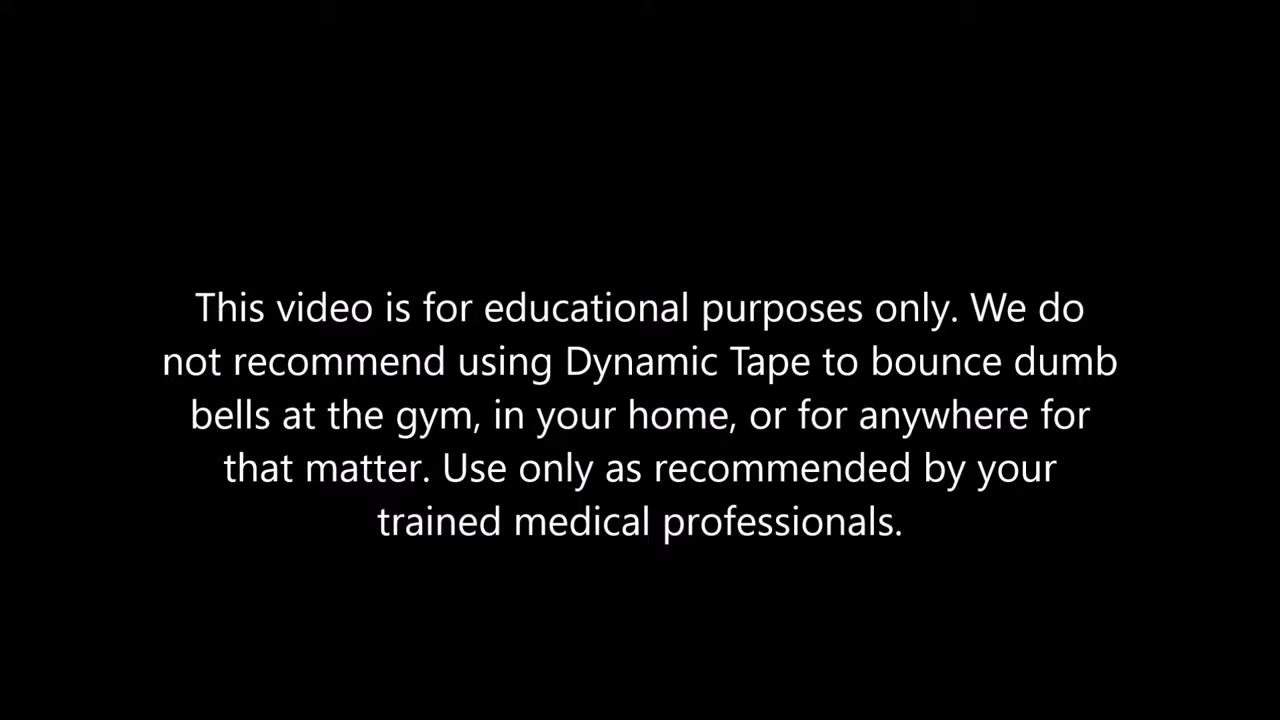 This video is for educational purposes only. We do
not recommend using Dynamic Tape to bounce dumb
bells at the gym, in your home, or for anywhere for
that matter. Use only as recommended by your
trained medical professionals.